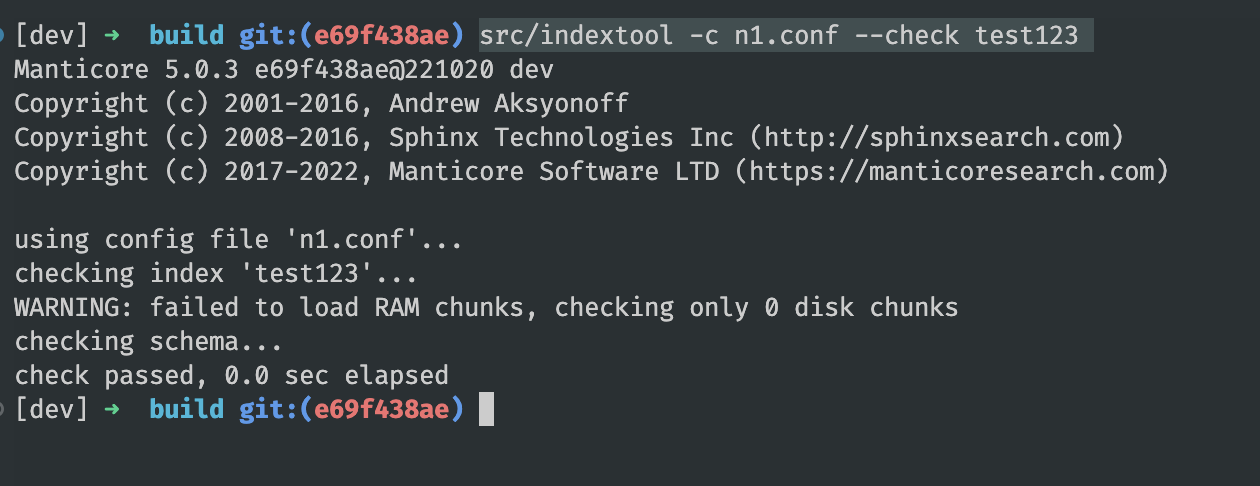 [dev] → build git:(e69f438ae) src/indextool -c n1.conf --check test123
Manticore 5.0.3 e69f438ae@221020 dev
Copyright (c) 2001-2016, Andrew Aksyonoff
Copyright (c) 2008-2016, Sphinx Technologies Inc (http://sphinxsearch.com)
Copyright (c) 2017-2022, Manticore Software LTD (https://manticoresearch.com)
using config file 'n1.conf'...
checking index 'test123'...
WARNING: failed to load RAM chunks, checking only 0 disk chunks
checking schema...
check passed, 0.0 sec elapsed
[dev] → build git:(e69f438ae)